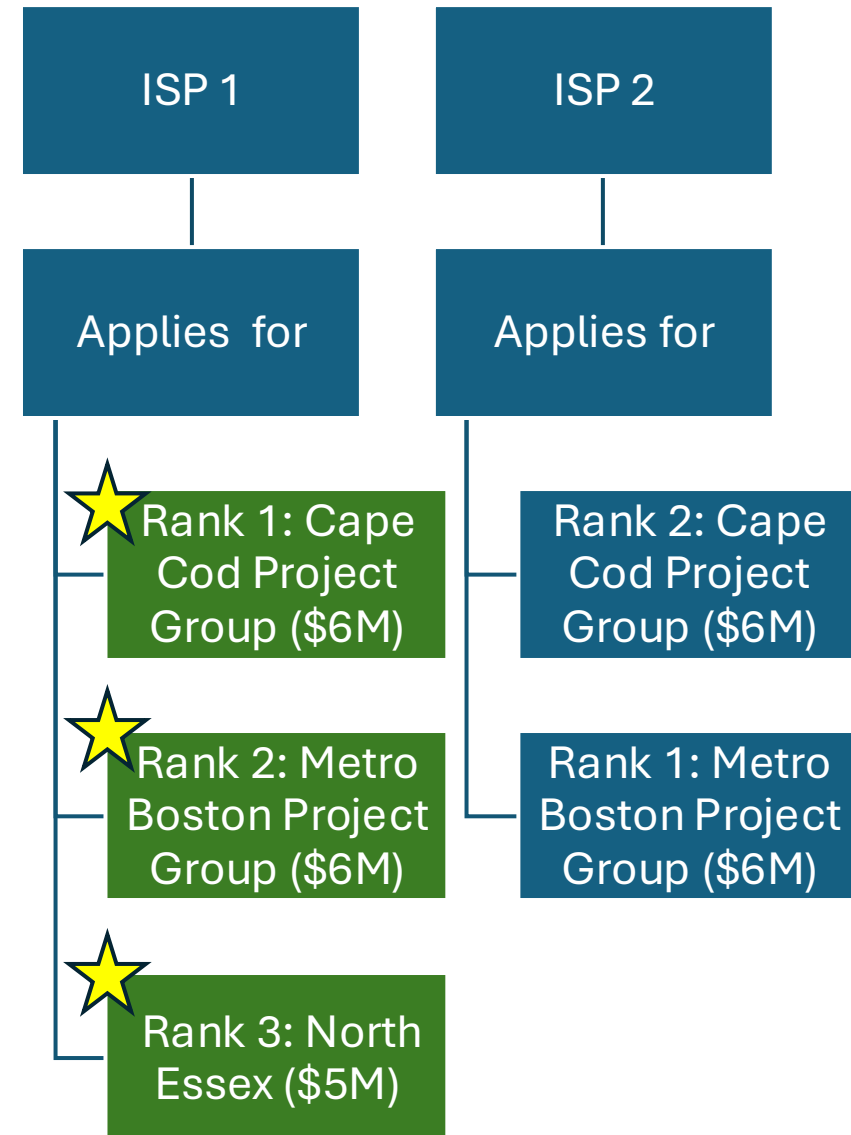 ISP 1
Applies for
Rank 1: Cape
Cod Project
Group ($6M)
Rank 2: Metro
Boston Project
Group ($6M)
Rank 3: North
Essex ($5M)
ISP 2
Applies for
Rank 2: Cape
Cod Project
Group ($6M)
Rank 1: Metro
Boston Project
Group ($6M)